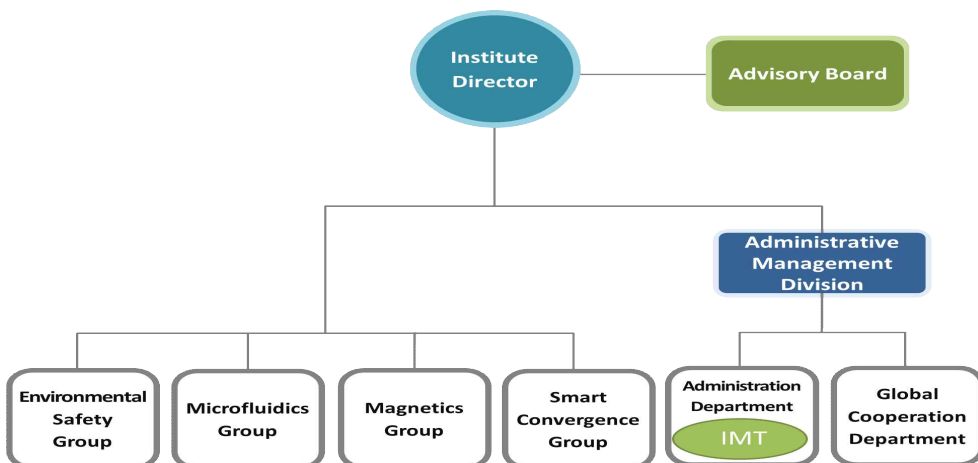 Institute
Director
Advisory Board
Administrative
Management
Division
Environmental
Safety
Group
Microfluidics
Group
Magnetics
Group
Smart
Convergence
Group
Administration
Department
IMT
Global
Cooperation
Department